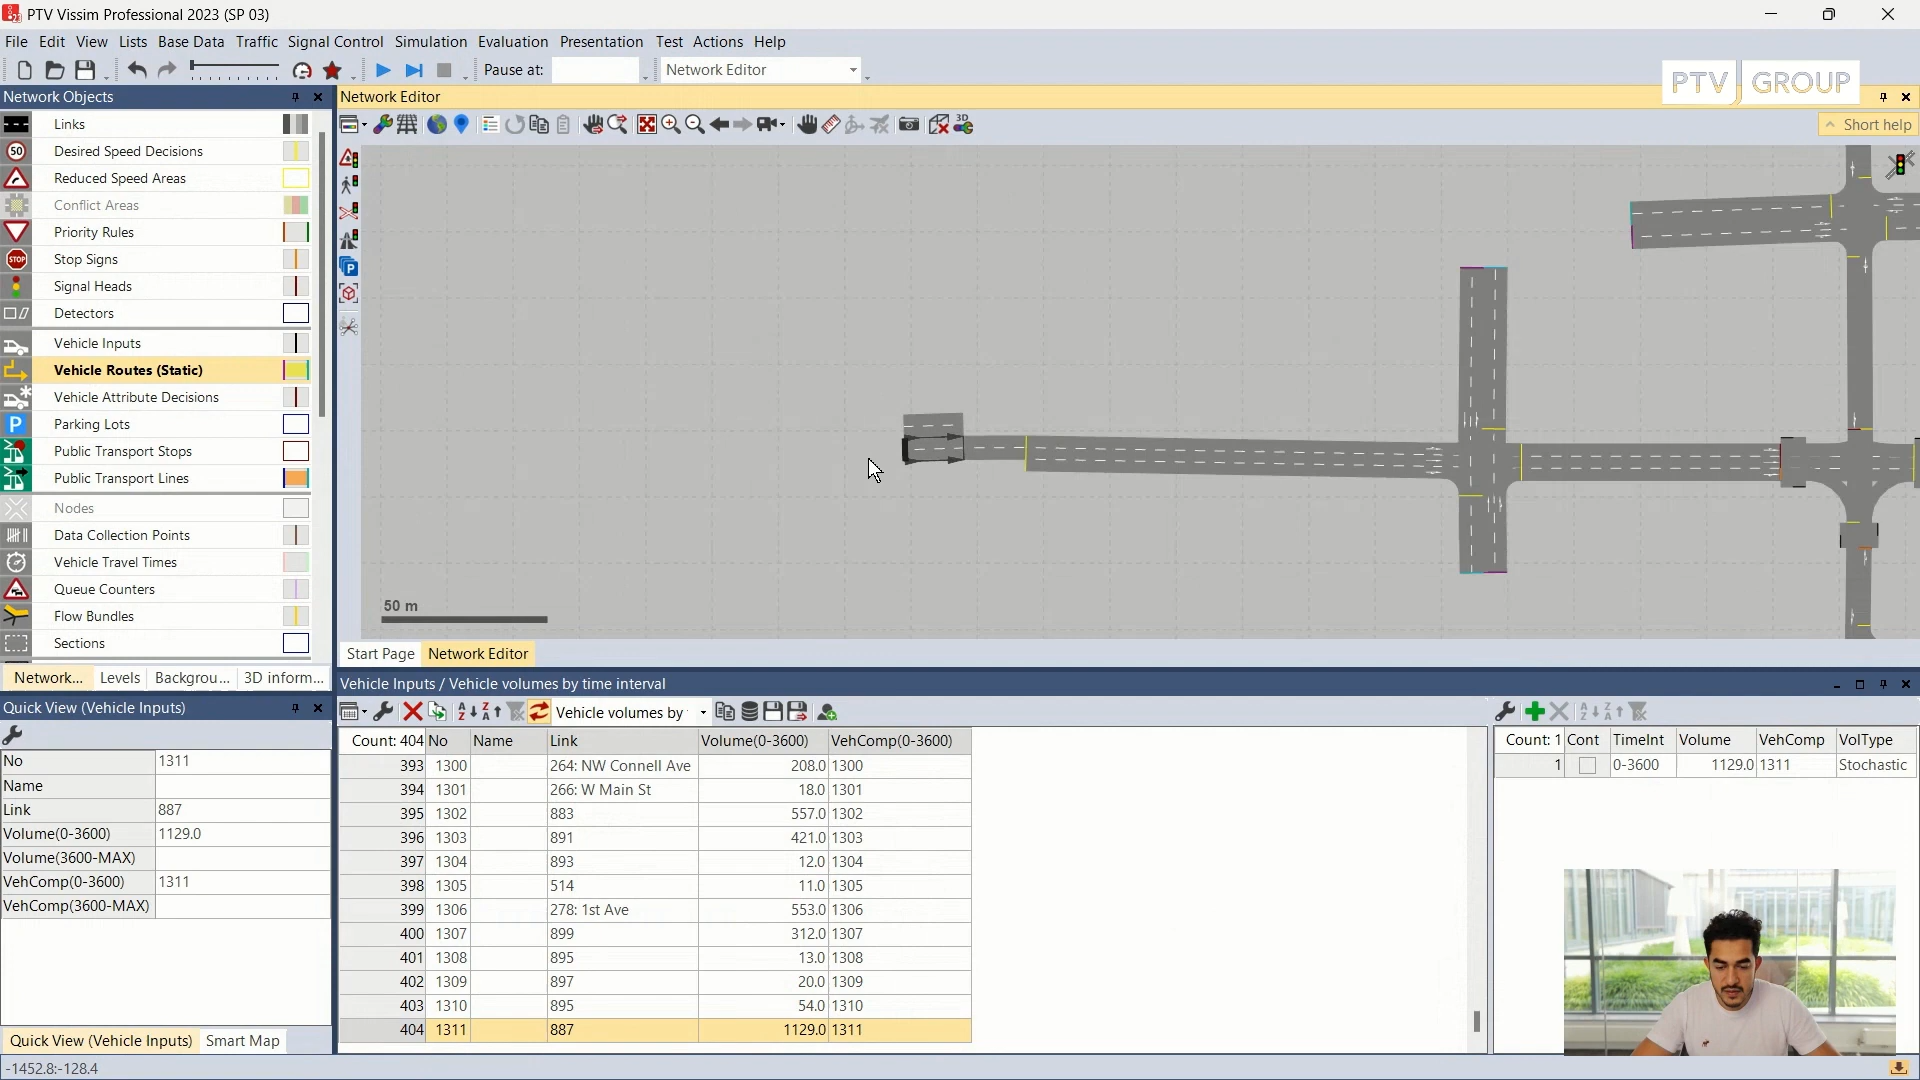 PTV Vissim Professional 2023 (SP 03)
File Edit View Lists Base Data Traffic Signal Control Simulation Evaluation Presentation Test Actions Help
Pause at: Network Editor
PTV GROUP
Network Objects
Network Editor
Short help
Links
50 Desired Speed Decisions
Reduced Speed Areas
Conflict Areas
Priority Rules
STOP Stop Signs
Signal Heads
Detectors
Vehicle Inputs
Vehicle Routes (Static)
Vehicle Attribute Decisions
P Parking Lots
Public Transport Stops
Public Transport Lines
Nodes
Data Collection Points
Vehicle Travel Times
Queue Counters
Flow Bundles
Sections
3D
P
50 m
Start Page Network Editor
Network... Levels Backgrou... 3D inform...
Quick View (Vehicle Inputs)
No 1311
Name
Link 887
Volume(0-3600) 1129.0
Volume(3600-MAX)
VehComp(0-3600) 1311
VehComp(3600-MAX)
Quick View (Vehicle Inputs) Smart Map
Vehicle Inputs / Vehicle volumes by time interval
Vehicle volumes by
Count: 404 No Name Link Volume(0-3600) VehComp(0-3600)
393 1300 264: NW Connell Ave 208.0 1300
394 1301 266: W Main St 18.0 1301
395 1302 883 557.0 1302
396 1303 891 421.0 1303
397 1304 893 12.0 1304
398 1305 514 11.0 1305
399 1306 278: 1st Ave 553.0 1306
400 1307 899 312.0 1307
401 1308 895 13.0 1308
402 1309 897 20.0 1309
403 1310 895 54.0 1310
404 1311 887 1129.0 1311
Count: 1 Cont TimeInt Volume VehComp VolType
1 0-3600 1129.0 1311 Stochastic
-1452.8:-128.4